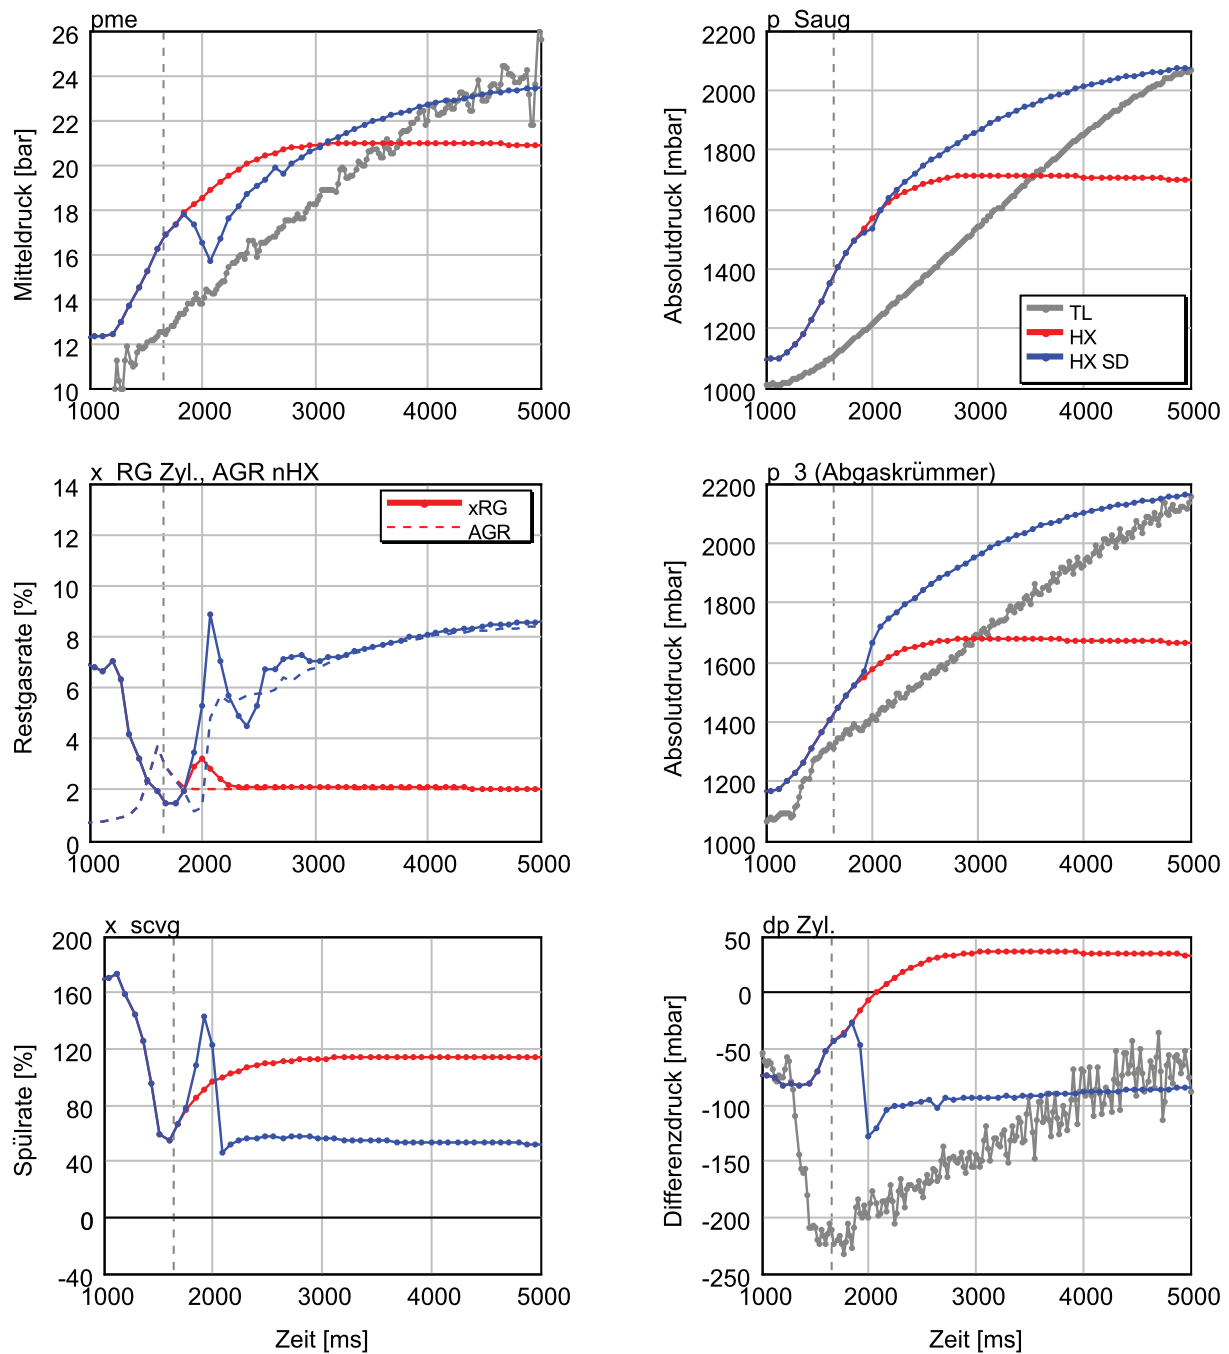 pme
Mitteldruck [bar]
26
24
22
20
18
16
14
12
10
1000 2000 3000 4000 5000
p Saug
Absolutdruck [mbar]
2200
2000
1800
1600
1400
1200
1000
TL
HX
HX SD
1000 2000 3000 4000 5000
x RG Zyl., AGR nHX
Restgasrate [%]
14
12
10
8
6
4
2
0
xRG
AGR
1000 2000 3000 4000 5000
p 3 (Abgaskrümmer)
Absolutdruck [mbar]
2200
2000
1800
1600
1400
1200
1000
1000 2000 3000 4000 5000
x scvg
Spülrate [%]
200
160
120
80
40
0
-40
1000 2000 3000 4000 5000
Zeit [ms]
dp Zyl.
Differenzdruck [mbar]
50
0
-50
-100
-150
-200
-250
1000 2000 3000 4000 5000
Zeit [ms]